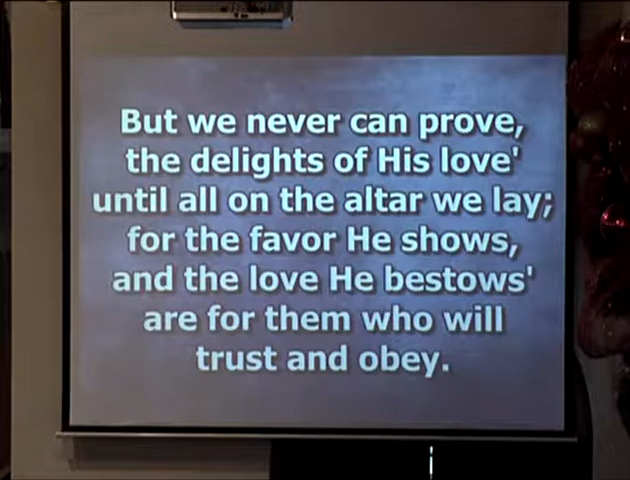 But we never can prove,
the delights of His love'
until all on the altar we lay;
for the favor He shows,
and the love He bestows'
are for them who will
trust and obey.